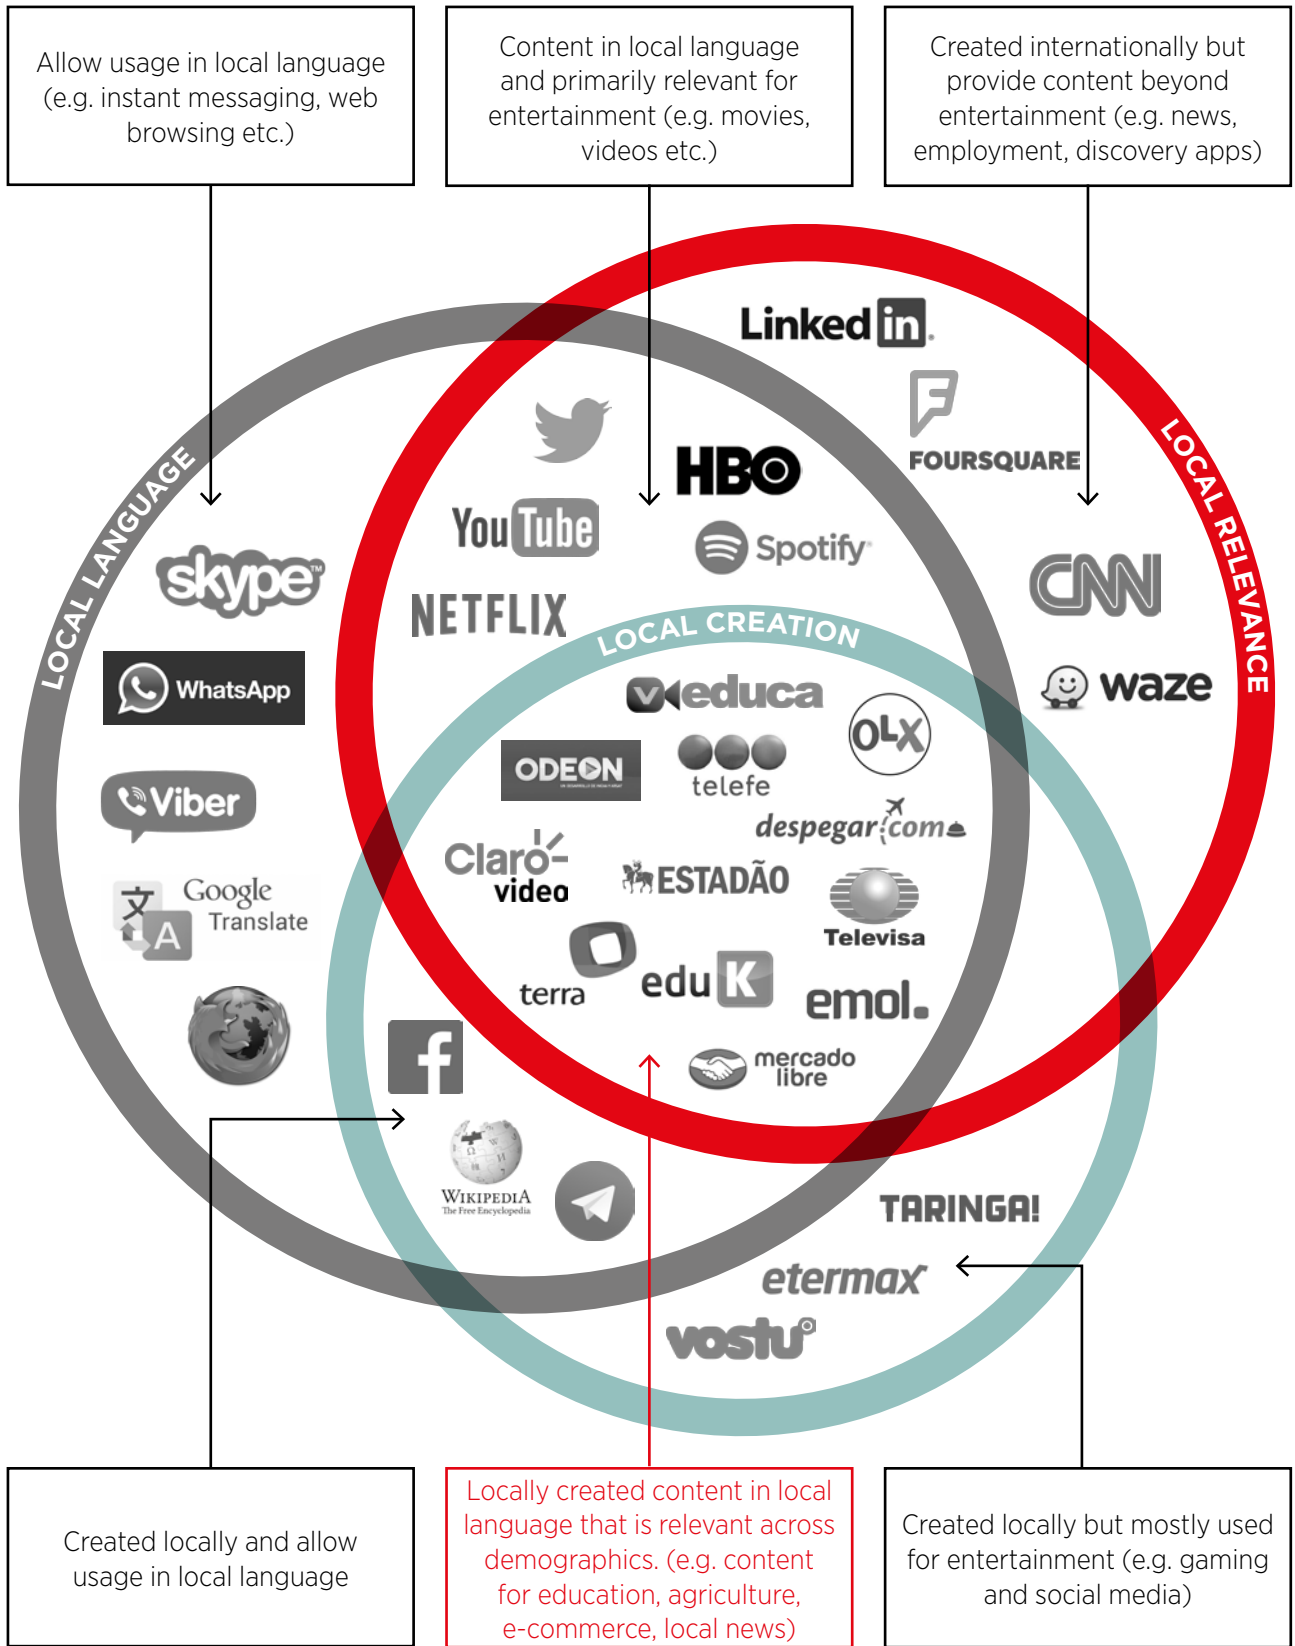 Allow usage in local language
(e.g. instant messaging, web
browsing etc.)
Content in local language
and primarily relevant for
entertainment (e.g. movies,
videos etc.)
Created internationally but
provide content beyond
entertainment (e.g. news,
employment, discovery apps)
LOCAL LANGUAGE
LOCAL RELEVANCE
LOCAL CREATION
Linked in®
FOURSQUARE
CNN
waze
HBO
YouTube
Spotify®
NETFLIX
skype™
WhatsApp
Viber
文
A
Google
Translate
v educa
OLX
ODEON
telefe
despegar.com
Claro-
video
ESTADÃO
Televisa
terra
edu K
emol.
mercado
libre
f
WIKIPEDIA
The Free Encyclopedia
TARINGA!
etermax
vostu
Created locally and allow
usage in local language
Locally created content in local
language that is relevant across
demographics. (e.g. content
for education, agriculture,
e-commerce, local news)
Created locally but mostly used
for entertainment (e.g. gaming
and social media)